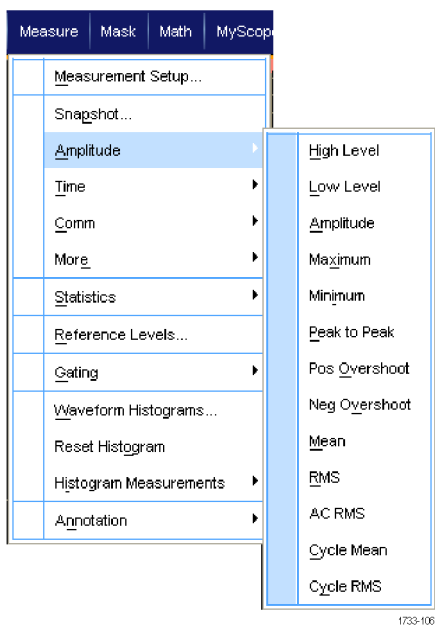 Measure Mask Math MyScop
Measurement Setup...
Snapshot...
Amplitude
Time
Comm
More
Statistics
Reference Levels...
Gating
Waveform Histograms...
Reset Histogram
Histogram Measurements
Annotation
High Level
Low Level
Amplitude
Maximum
Minimum
Peak to Peak
Pos Overshoot
Neg Overshoot
Mean
RMS
AC RMS
Cycle Mean
Cycle RMS
1733-106